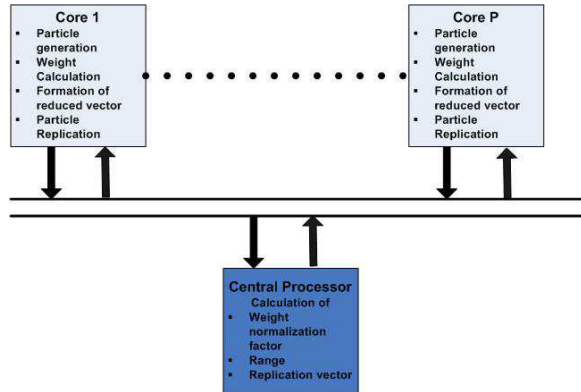 Core 1
▪ Particle
generation
▪ Weight
Calculation
▪ Formation of
reduced vector
▪ Particle
Replication
Core P
▪ Particle
generation
▪ Weight
Calculation
▪ Formation of
reduced vector
▪ Particle
Replication
Central Processor
Calculation of
▪ Weight
normalization
factor
▪ Range
▪ Replication vector